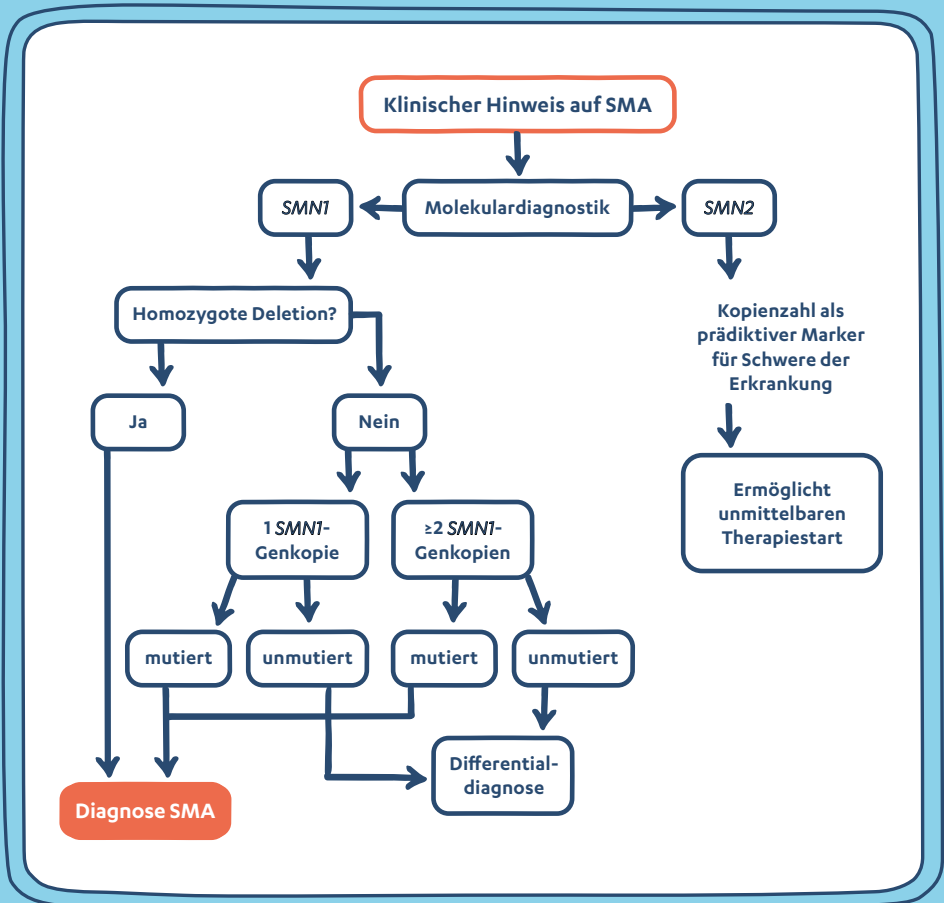 Klinischer Hinweis auf SMA
SMN1
Molekulardiagnostik
SMN2
Homozygote Deletion?
Kopienzahl als
prädiktiver Marker
für Schwere der
Erkrankung
Ja
Nein
Ermöglicht
unmittelbaren
Therapiestart
1 SMN1-
Genkopie
≥2 SMN1-
Genkopien
mutiert
unmutiert
mutiert
unmutiert
Differential-
diagnose
Diagnose SMA